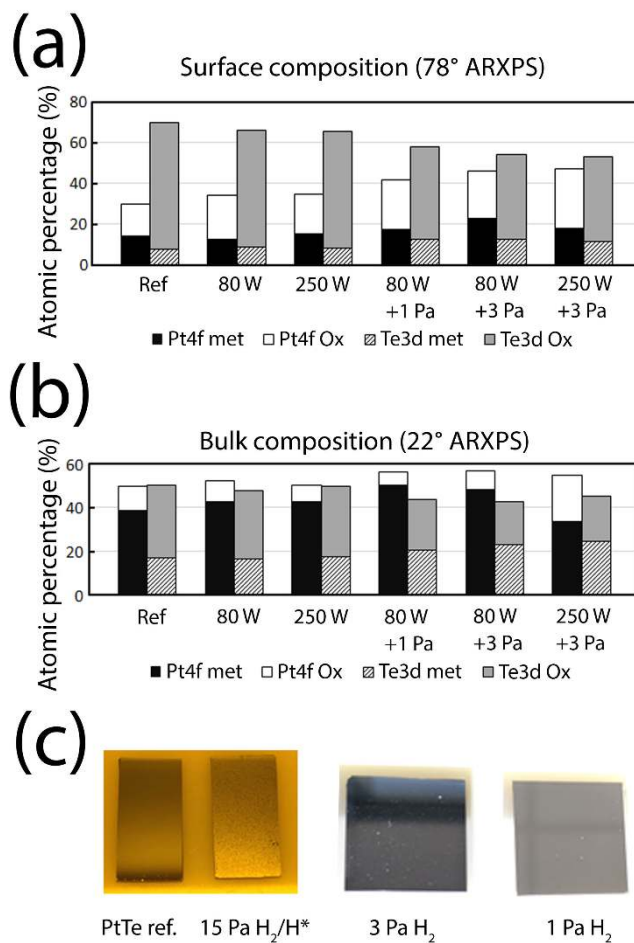 (a)
Surface composition (78° ARXPS)
Atomic percentage (%)
80
60
40
20
0
Ref
80 W
250 W
80 W
+1 Pa
80 W
+3 Pa
250 W
+3 Pa
Pt4f met
Pt4f Ox
Te3d met
Te3d Ox
(b)
Bulk composition (22° ARXPS)
Atomic percentage (%)
60
40
20
0
Ref
80 W
250 W
80 W
+1 Pa
80 W
+3 Pa
250 W
+3 Pa
Pt4f met
Pt4f Ox
Te3d met
Te3d Ox
(c)
PtTe ref.
15 Pa H₂/H*
3 Pa H₂
1 Pa H₂